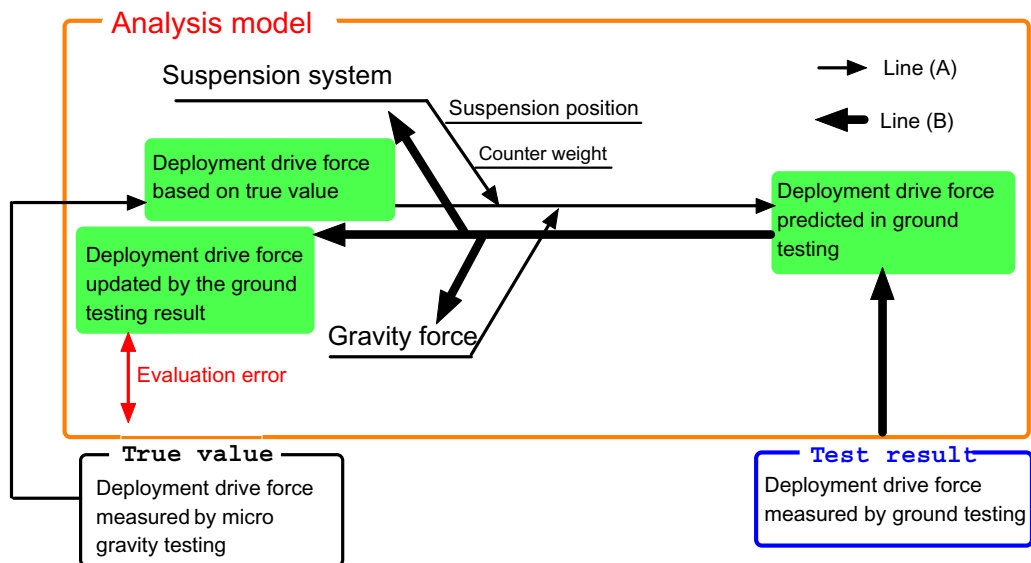 Analysis model
Suspension system
Suspension position
Counter weight
Line (A)
Line (B)
Deployment drive force
based on true value
Deployment drive force
updated by the ground
testing result
Deployment drive force
predicted in ground
testing
Gravity force
Evaluation error
True value
Deployment drive force
measured by micro
gravity testing
Test result
Deployment drive force
measured by ground testing